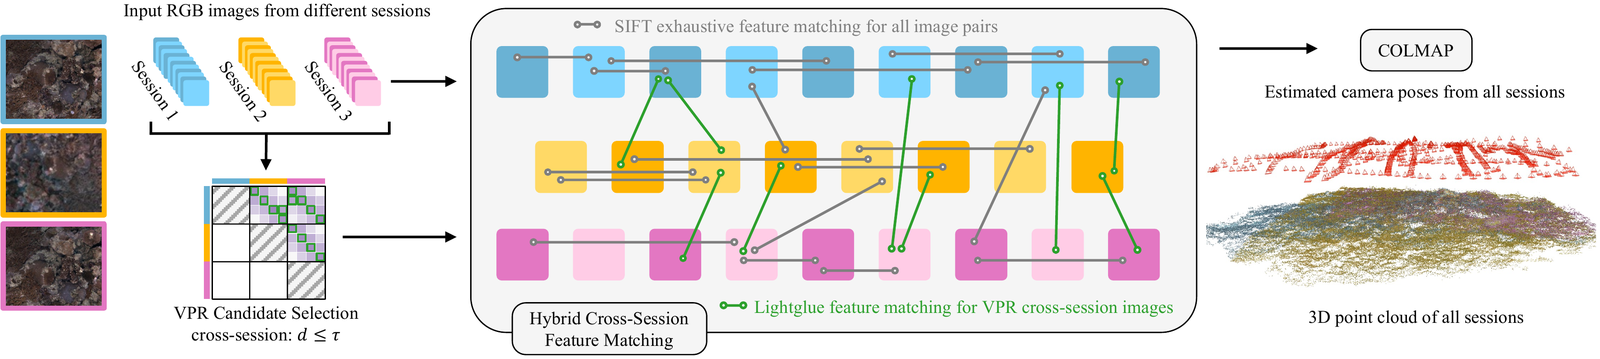 Input RGB images from different sessions
Session 1
Session 2
Session 3
VPR Candidate Selection
cross-session: d ≤ τ
SIFT exhaustive feature matching for all image pairs
Lightglue feature matching for VPR cross-session images
Hybrid Cross-Session
Feature Matching
COLMAP
Estimated camera poses from all sessions
3D point cloud of all sessions